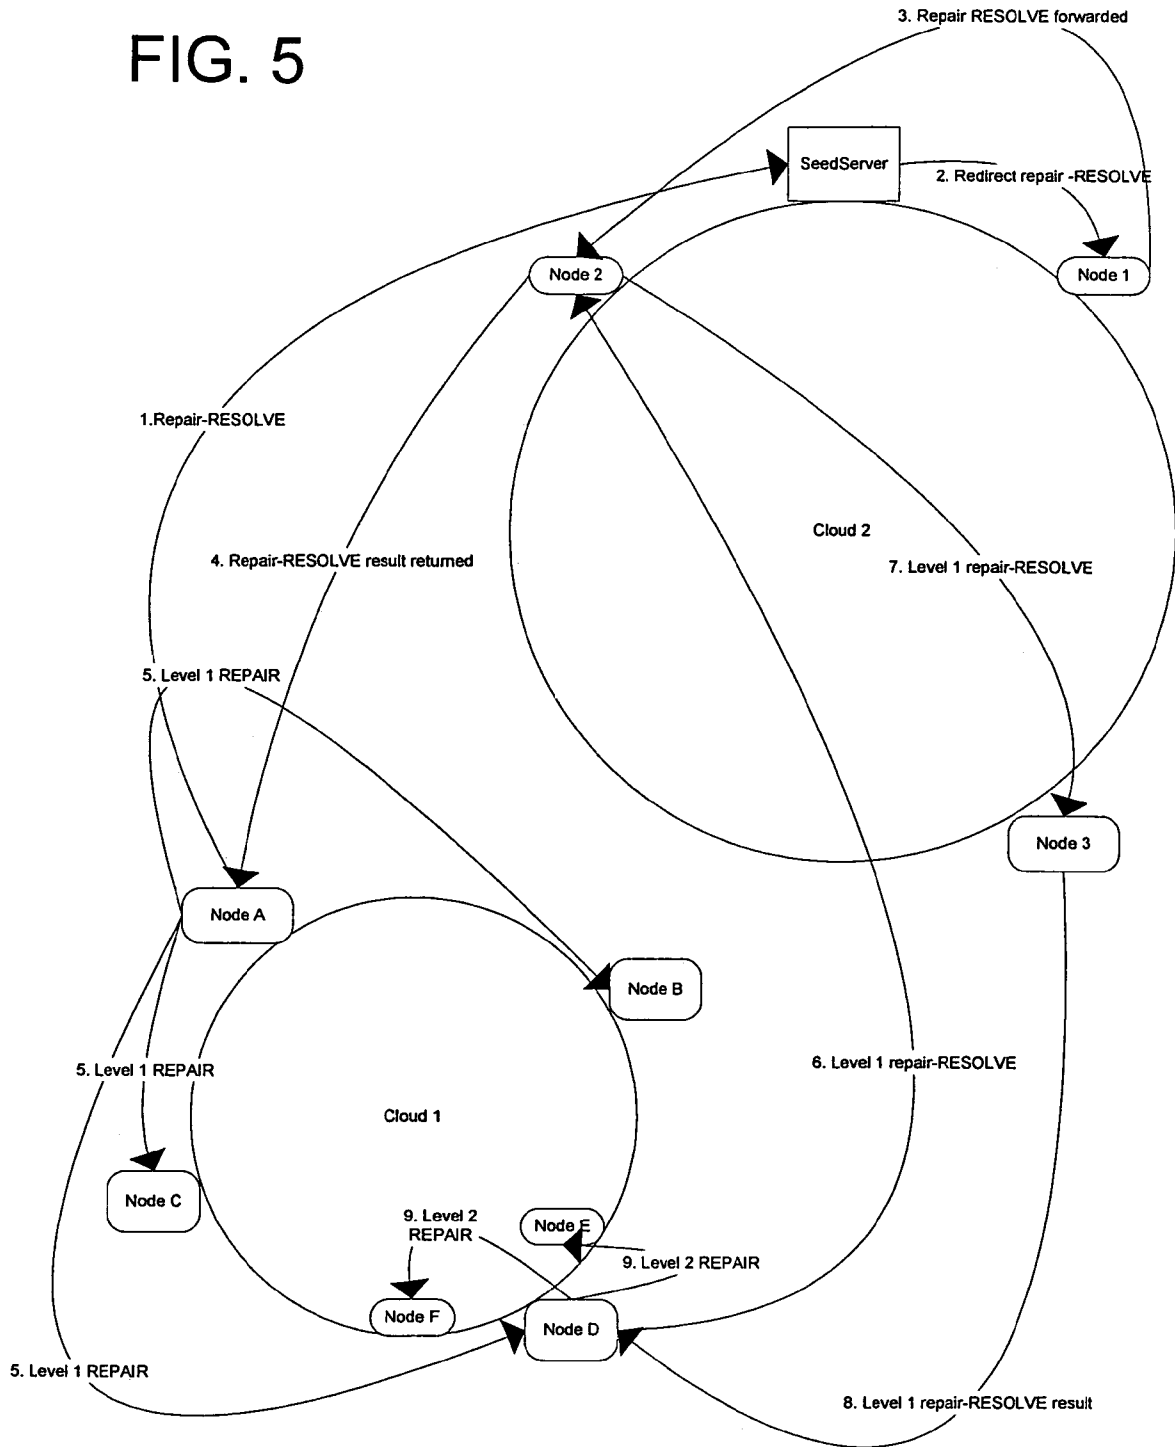 3. Repair RESOLVE forwarded
FIG. 5
SeedServer
2. Redirect repair -RESOLVE
Node 2
Node 1
1.Repair-RESOLVE
Cloud 2
4. Repair-RESOLVE result returned
7. Level 1 repair-RESOLVE
5. Level 1 REPAIR
Node 3
Node A
Node B
5. Level 1 REPAIR
6. Level 1 repair-RESOLVE
Cloud 1
Node C
9. Level 2
REPAIR
Node E
9. Level 2 REPAIR
Node F
Node D
5. Level 1 REPAIR
8. Level 1 repair-RESOLVE result